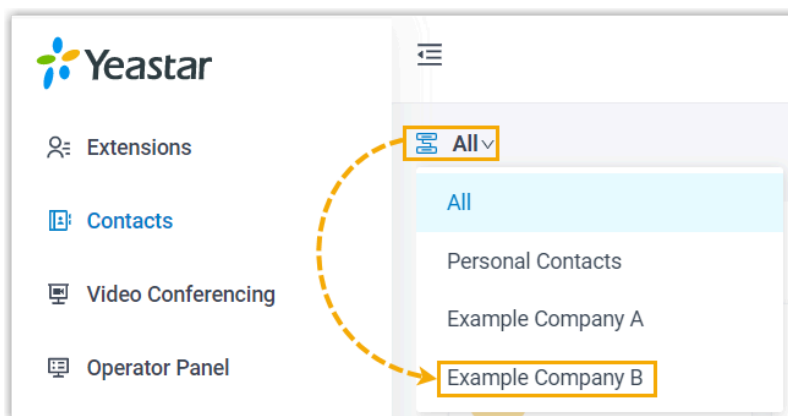 Yeastar
Extensions
Contacts
Video Conferencing
Operator Panel
All
All
Personal Contacts
Example Company A
Example Company B